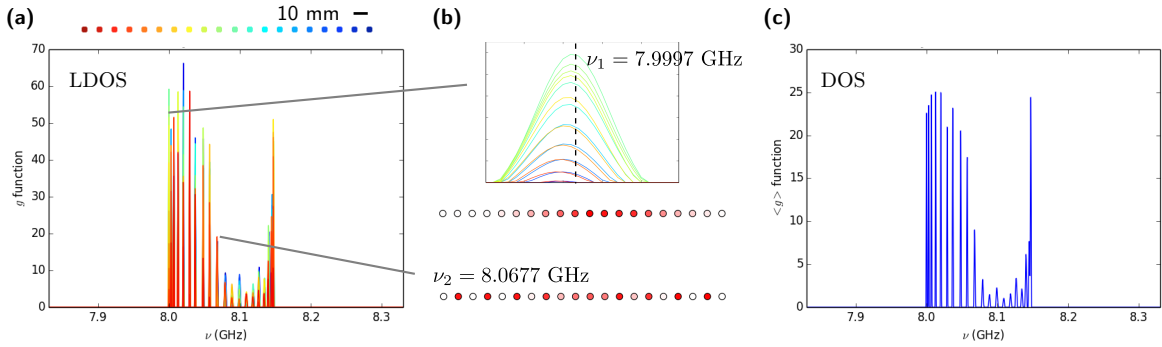 (a)
10 mm
LDOS
g function
70
60
50
40
30
20
10
0
7.9
8.0
8.1
8.2
8.3
ν (GHz)
(b)
ν₁ = 7.9997 GHz
ν₂ = 8.0677 GHz
(c)
DOS
<g> function
30
25
20
15
10
5
0
7.9
8.0
8.1
8.2
8.3
ν (GHz)